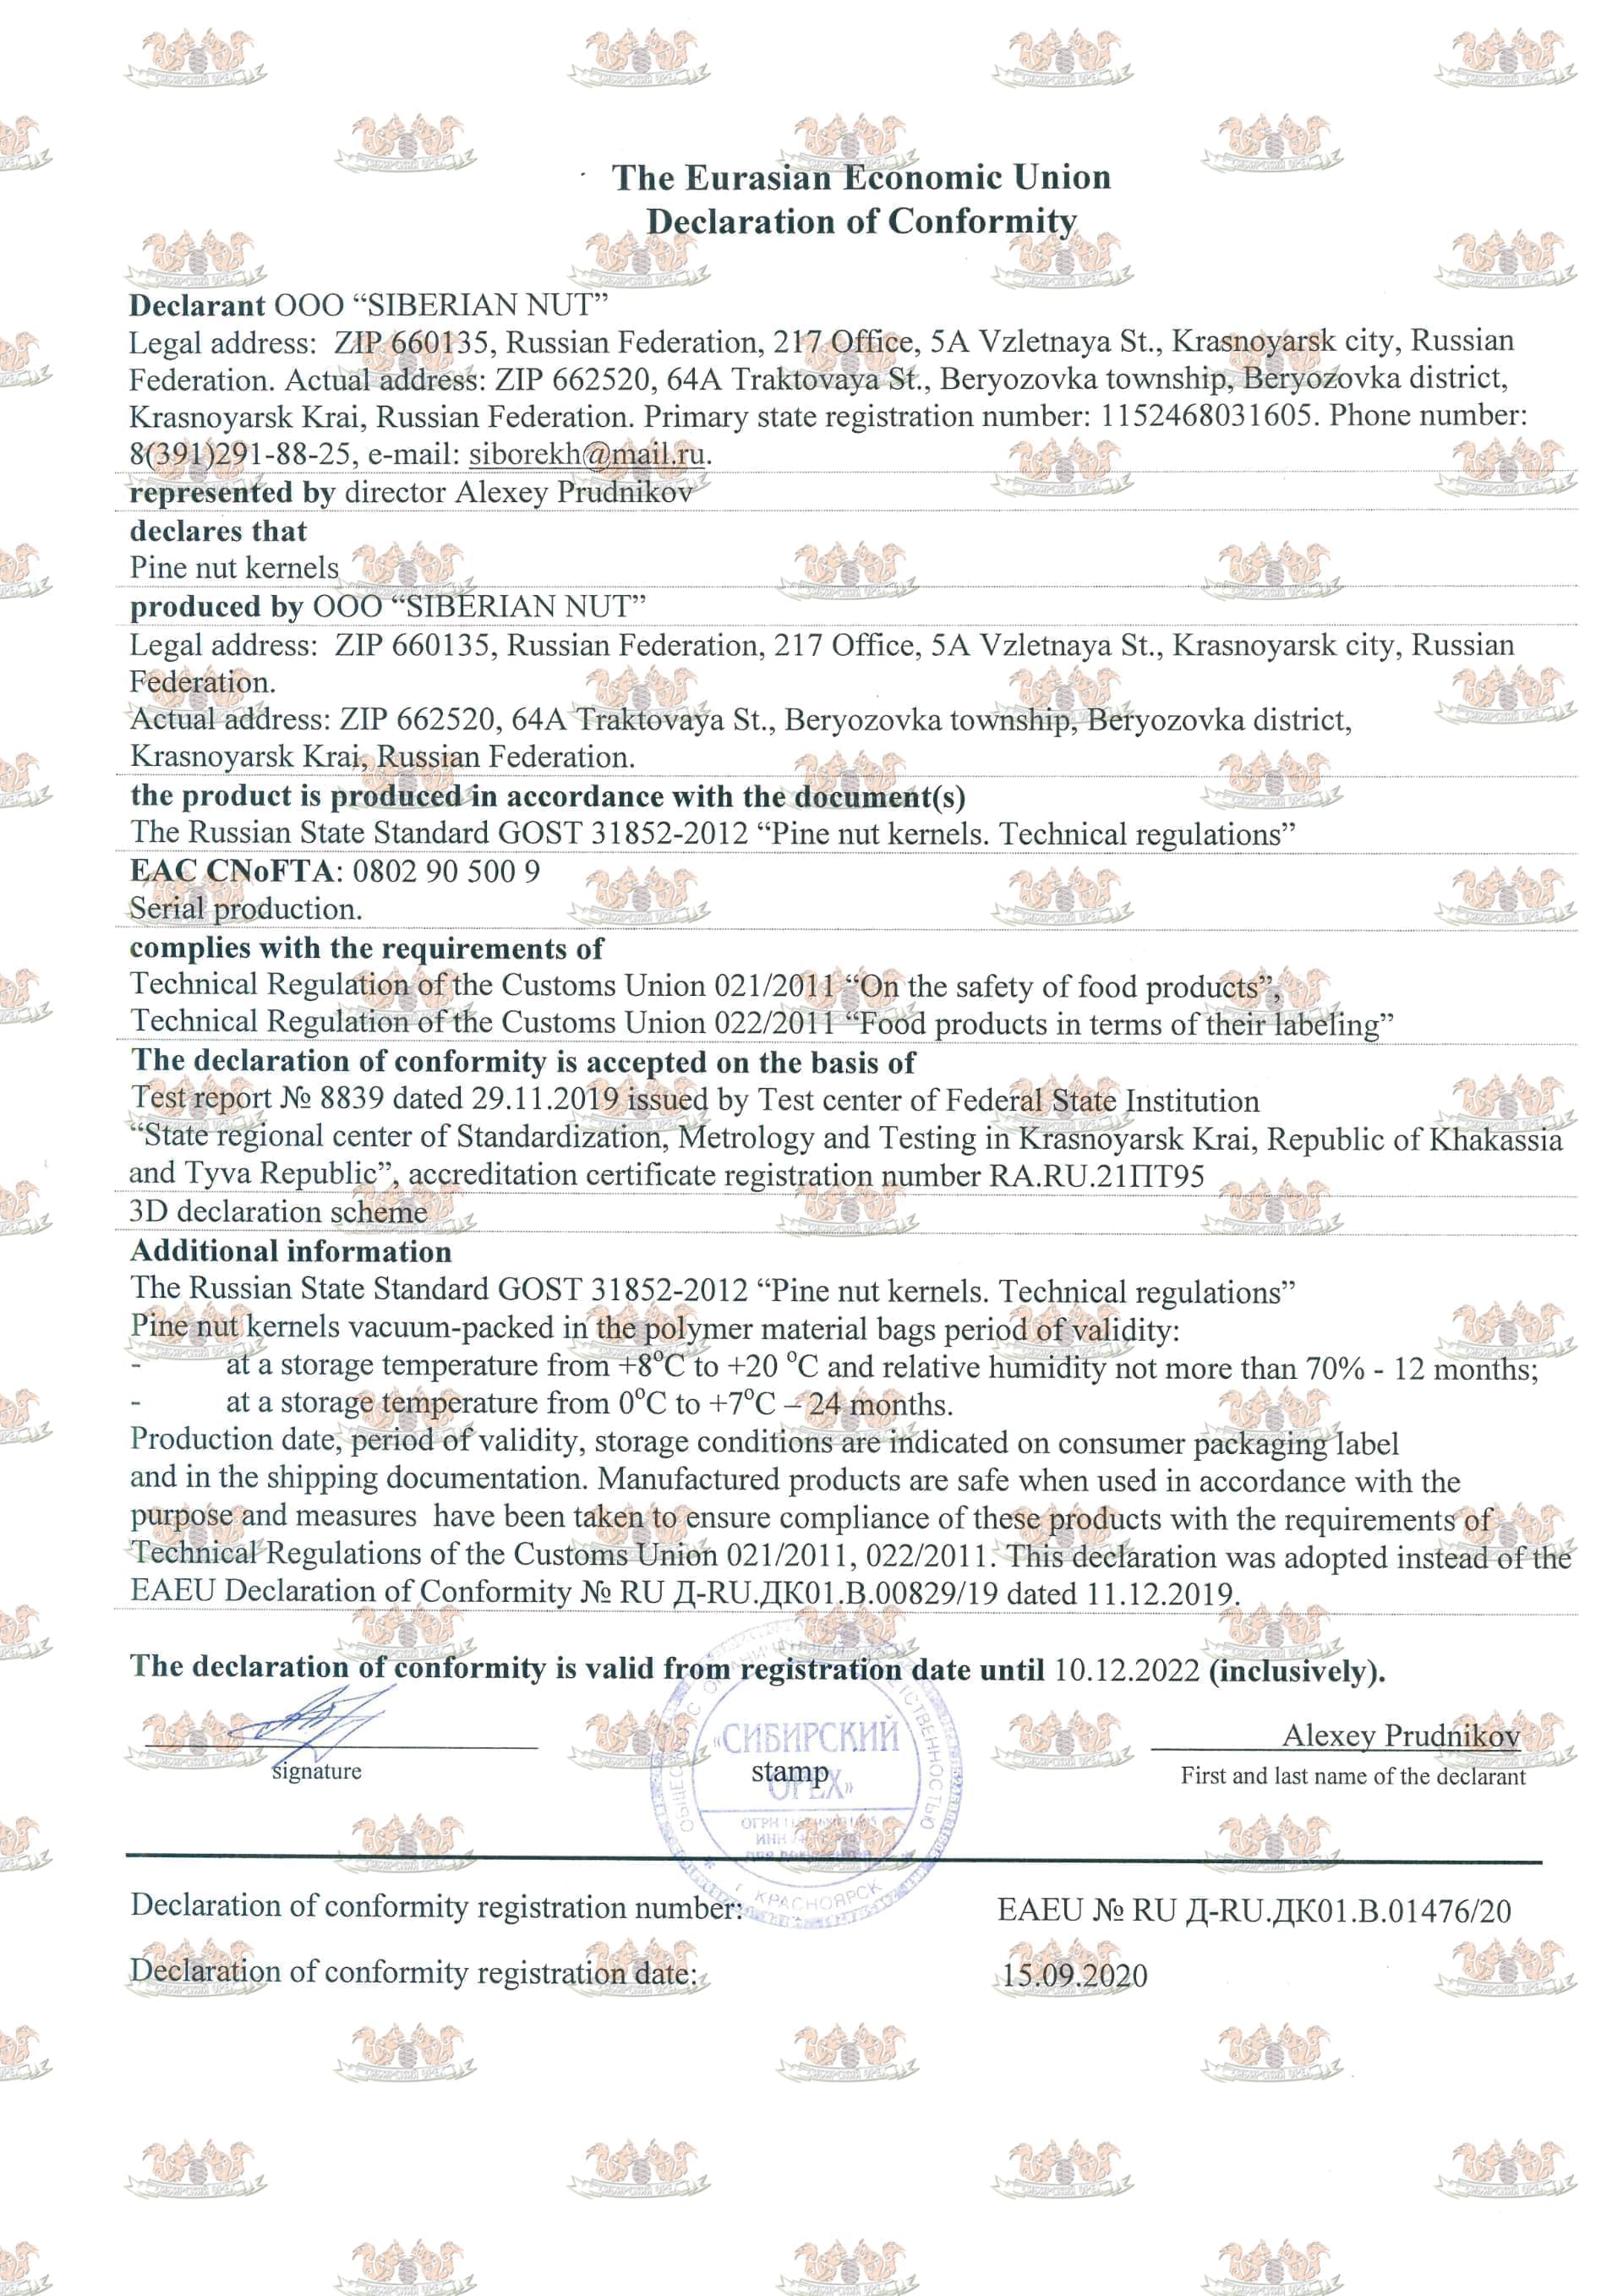 The Eurasian Economic Union
Declaration of Conformity
Declarant ООО “SIBERIAN NUT”
Legal address: ZIP 660135, Russian Federation, 217 Office, 5A Vzletnaya St., Krasnoyarsk city, Russian
Federation. Actual address: ZIP 662520, 64A Traktovaya St., Beryozovka township, Beryozovka district,
Krasnoyarsk Krai, Russian Federation. Primary state registration number: 1152468031605. Phone number:
8(391)291-88-25, e-mail: siborekh@mail.ru.
represented by director Alexey Prudnikov
declares that
Pine nut kernels
produced by ООО “SIBERIAN NUT”
Legal address: ZIP 660135, Russian Federation, 217 Office, 5A Vzletnaya St., Krasnoyarsk city, Russian
Federation.
Actual address: ZIP 662520, 64A Traktovaya St., Beryozovka township, Beryozovka district,
Krasnoyarsk Krai, Russian Federation.
the product is produced in accordance with the document(s)
The Russian State Standard GOST 31852-2012 “Pine nut kernels. Technical regulations”
EAC CNoFTA: 0802 90 500 9
Serial production.
complies with the requirements of
Technical Regulation of the Customs Union 021/2011 “On the safety of food products”,
Technical Regulation of the Customs Union 022/2011 “Food products in terms of their labeling”
The declaration of conformity is accepted on the basis of
Test report № 8839 dated 29.11.2019 issued by Test center of Federal State Institution
“State regional center of Standardization, Metrology and Testing in Krasnoyarsk Krai, Republic of Khakassia
and Tyva Republic”, accreditation certificate registration number RA.RU.21ПТ95
3D declaration scheme
Additional information
The Russian State Standard GOST 31852-2012 “Pine nut kernels. Technical regulations”
Pine nut kernels vacuum-packed in the polymer material bags period of validity:
- at a storage temperature from +8°C to +20 °C and relative humidity not more than 70% - 12 months;
- at a storage temperature from 0°C to +7°C – 24 months.
Production date, period of validity, storage conditions are indicated on consumer packaging label
and in the shipping documentation. Manufactured products are safe when used in accordance with the
purpose and measures have been taken to ensure compliance of these products with the requirements of
Technical Regulations of the Customs Union 021/2011, 022/2011. This declaration was adopted instead of the
EAEU Declaration of Conformity № RU Д-RU.ДК01.В.00829/19 dated 11.12.2019.
The declaration of conformity is valid from registration date until 10.12.2022 (inclusively).
«СИБИРСКИЙ
ОРЕХ»
ОГРН
ИНН
г. КРАСНОЯРСК
Alexey Prudnikov
signature
stamp
First and last name of the declarant
Declaration of conformity registration number:
EAEU № RU Д-RU.ДК01.В.01476/20
Declaration of conformity registration date:
15.09.2020